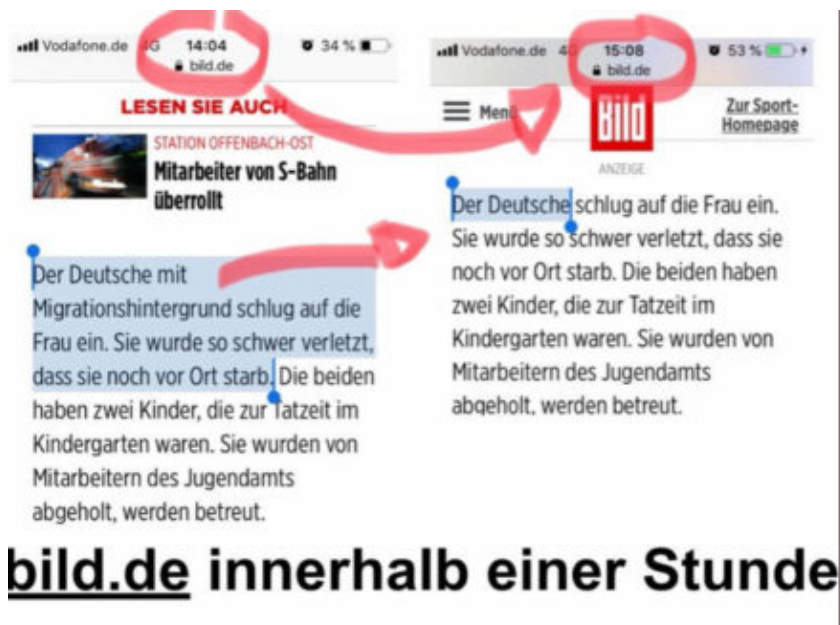 Vodafone.de 4G 14:04 34 %
bild.de
LESEN SIE AUCH
STATION OFFENBACH-OST
Mitarbeiter von S-Bahn
überrollt
Der Deutsche mit
Migrationshintergrund schlug auf die
Frau ein. Sie wurde so schwer verletzt,
dass sie noch vor Ort starb. Die beiden
haben zwei Kinder, die zur Tatzeit im
Kindergarten waren. Sie wurden von
Mitarbeitern des Jugendamts
abgeholt, werden betreut.
Vodafone.de 4G 15:08 53 %
bild.de
Menü
Bild
Zur Sport-
Homepage
ANZEIGE
Der Deutsche schlug auf die Frau ein.
Sie wurde so schwer verletzt, dass sie
noch vor Ort starb. Die beiden haben
zwei Kinder, die zur Tatzeit im
Kindergarten waren. Sie wurden von
Mitarbeitern des Jugendamts
abgeholt, werden betreut.
bild.de innerhalb einer Stunde